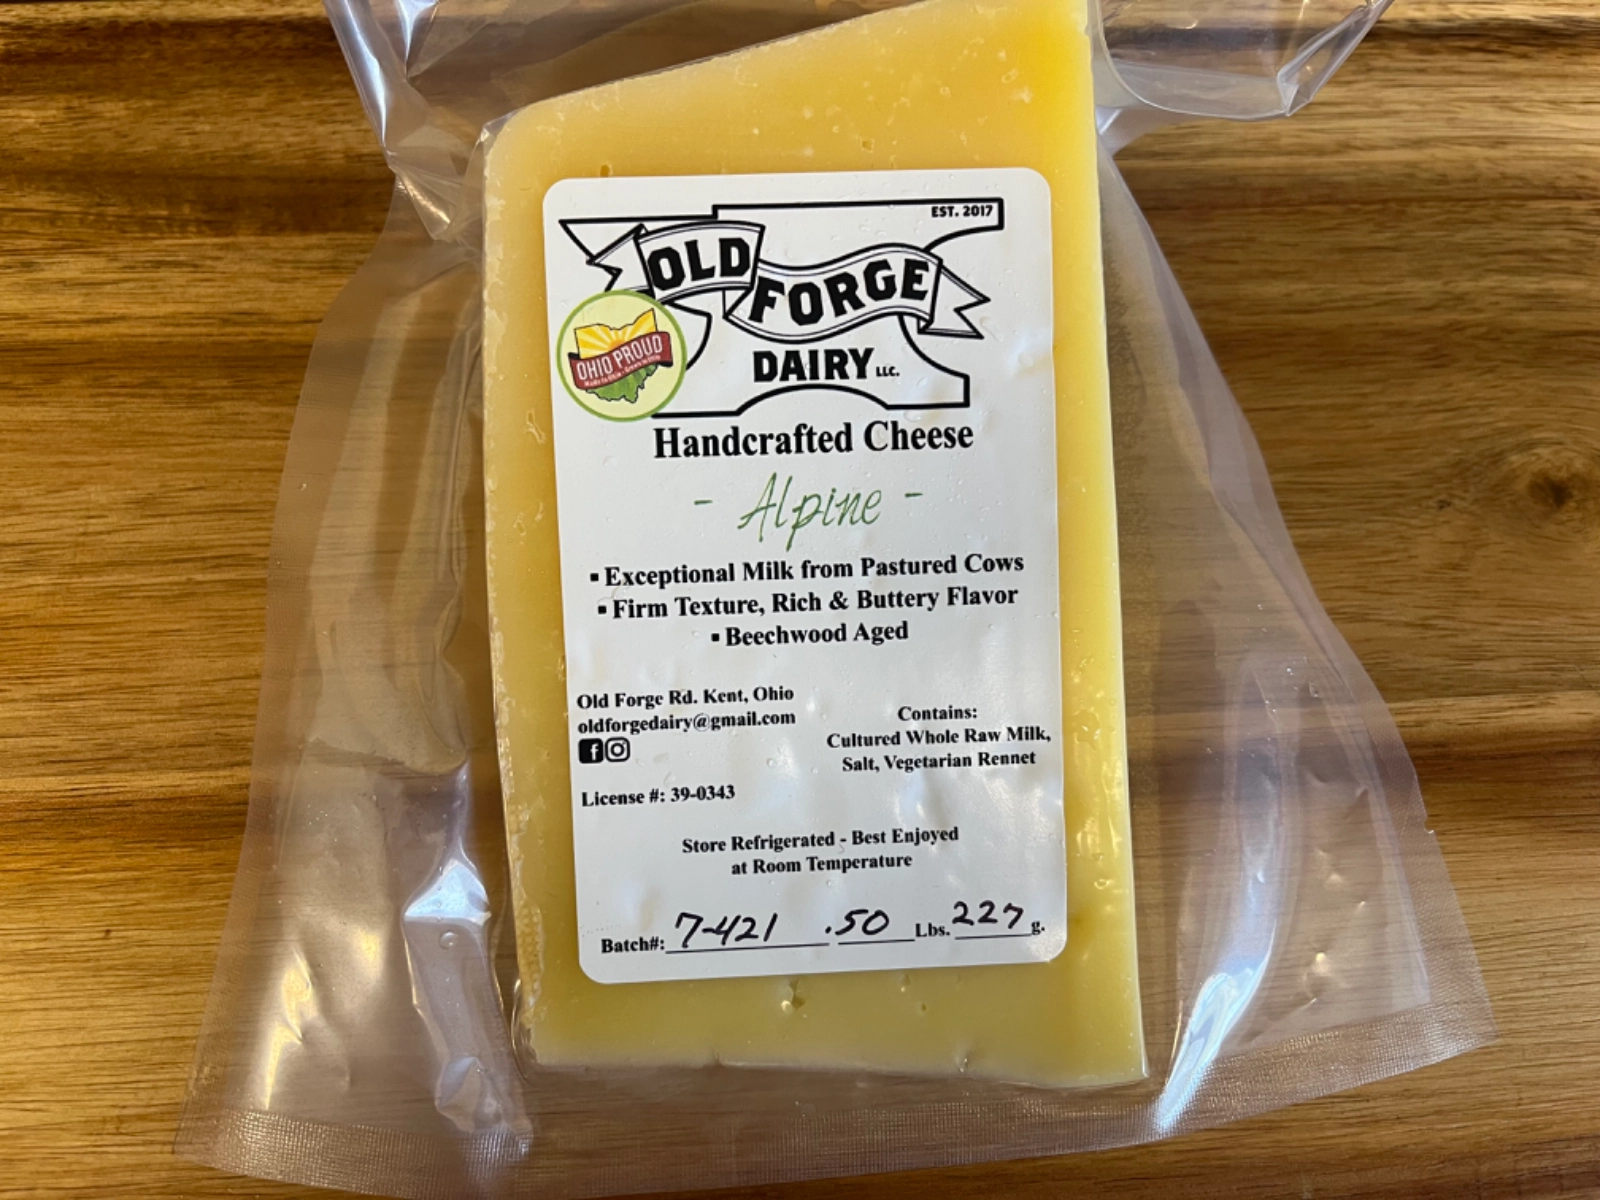 EST. 2017
OLD
FORGE
DAIRY LLC.
OHIO PROUD
Handcrafted Cheese
- Alpine -
▪ Exceptional Milk from Pastured Cows
▪ Firm Texture, Rich & Buttery Flavor
▪ Beechwood Aged
Old Forge Rd. Kent, Ohio
oldforgedairy@gmail.com
License #: 39-0343
Contains:
Cultured Whole Raw Milk,
Salt, Vegetarian Rennet
Store Refrigerated - Best Enjoyed
at Room Temperature
Batch#: 7-421 .50 Lbs. 227 g.